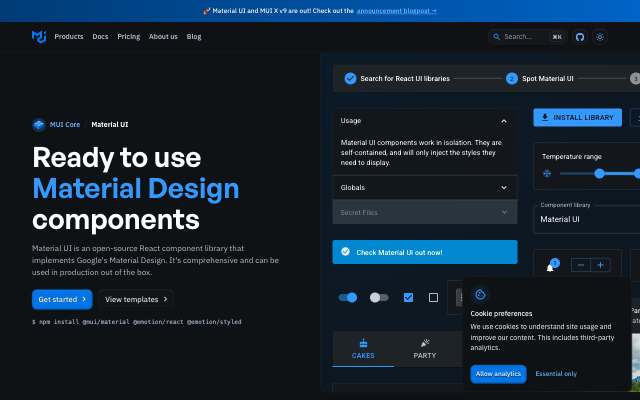 🚀 Material UI and MUI X v9 are out! Check out the announcement blogpost →
Products Docs Pricing About us Blog
Search... ⌘K
Search for React UI libraries
2 Spot Material UI
3
MUI Core Material UI
Ready to use
Material Design
components
Material UI is an open-source React component library that
implements Google's Material Design. It's comprehensive and can be
used in production out of the box.
Get started
View templates
$ npm install @mui/material @emotion/react @emotion/styled
Usage
Material UI components work in isolation. They are
self-contained, and will only inject the styles they
need to display.
Globals
Secret Files
Check Material UI out now!
CAKES
PARTY
INSTALL LIBRARY
Temperature range
Component library
Material UI
1
Cookie preferences
We use cookies to understand site usage and
improve our content. This includes third-party
analytics.
Allow analytics
Essential only